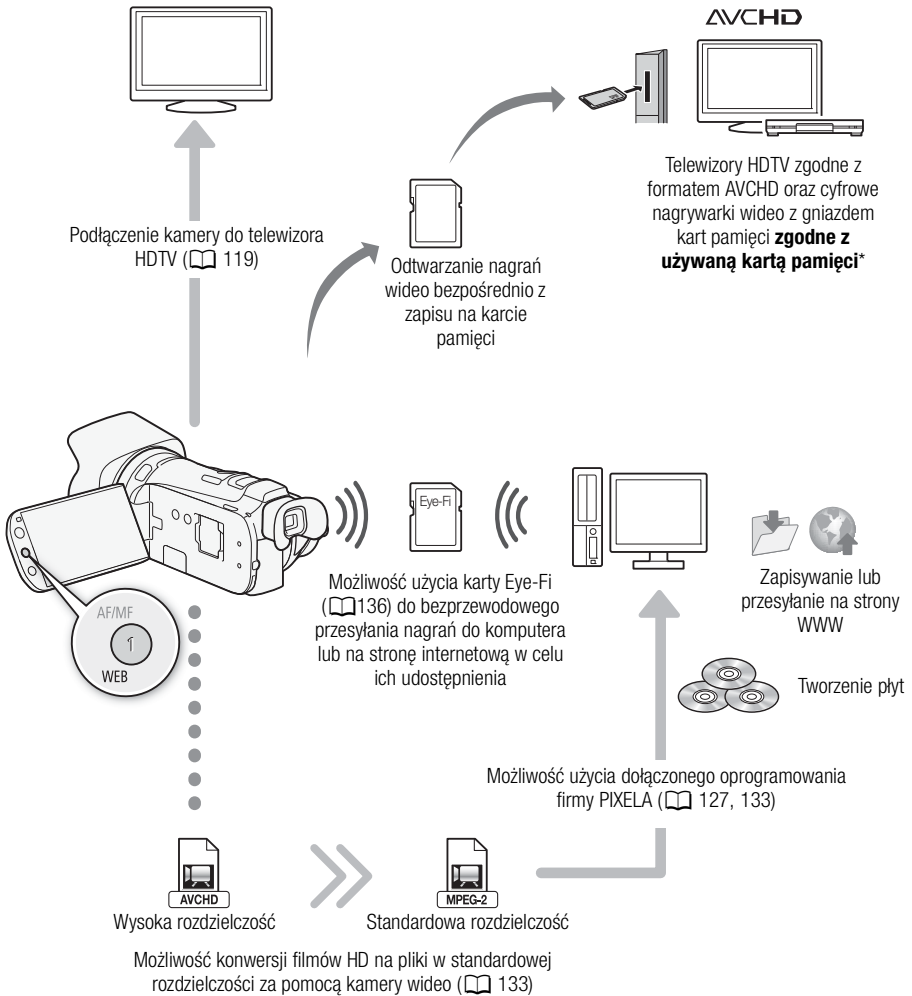 AVCHD
Telewizory HDTV zgodne z
formatem AVCHD oraz cyfrowe
nagrywarki wideo z gniazdem
kart pamięci zgodne z
używaną kartą pamięci*
Podłączenie kamery do telewizora
HDTV (📖 119)
Odtwarzanie nagrań
wideo bezpośrednio z
zapisu na karcie
pamięci
Eye-Fi
Możliwość użycia karty Eye-Fi
(📖136) do bezprzewodowego
przesyłania nagrań do komputera
lub na stronę internetową w celu
ich udostępnienia
Zapisywanie lub
przesyłanie na strony
WWW
AF/MF
1
WEB
Tworzenie płyt
Możliwość użycia dołączonego oprogramowania
firmy PIXELA (📖 127, 133)
AVCHD
Wysoka rozdzielczość
MPEG-2
Standardowa rozdzielczość
Możliwość konwersji filmów HD na pliki w standardowej
rozdzielczości za pomocą kamery wideo (📖 133)